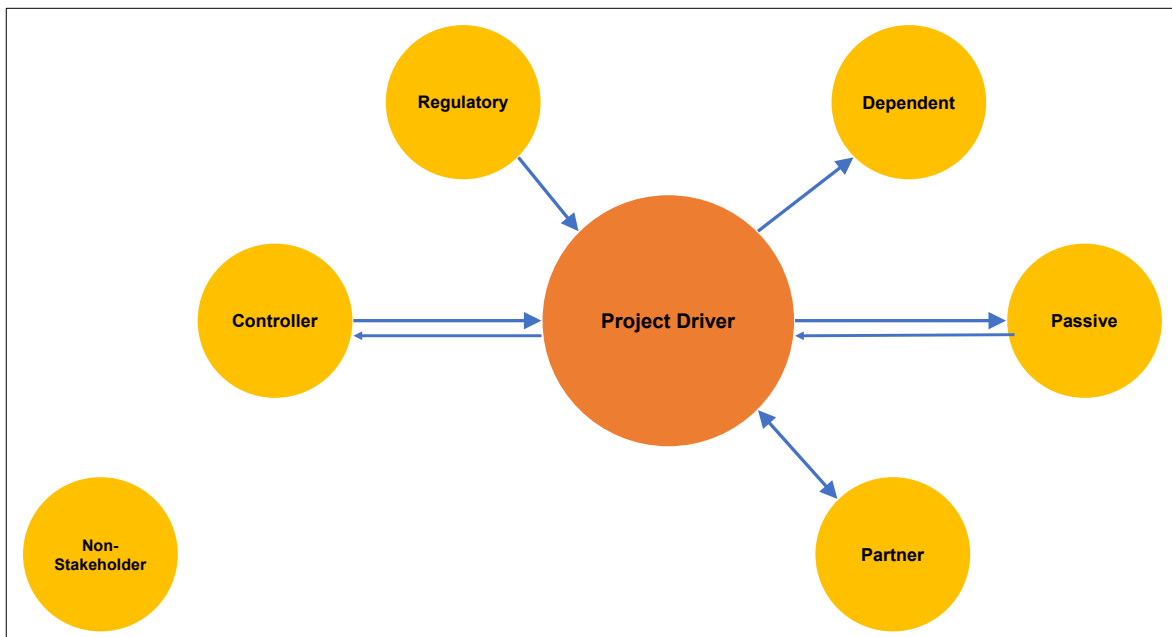 Regulatory
Dependent
Controller
Project Driver
Passive
Non-
Stakeholder
Partner